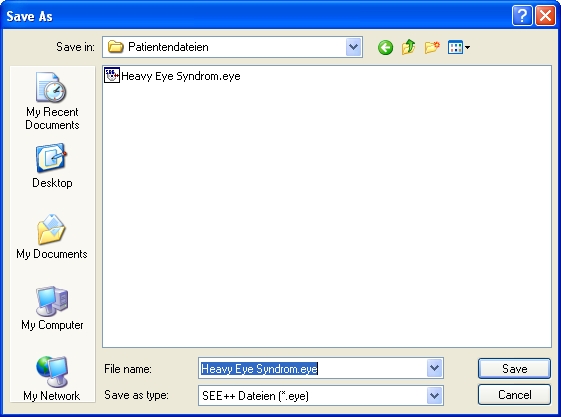 Save As
Save in:
Patientendateien
Heavy Eye Syndrom.eye
My Recent
Documents
Desktop
My Documents
My Computer
My Network
File name:
Heavy Eye Syndrom.eye
Save
Save as type:
SEE++ Dateien (*.eye)
Cancel